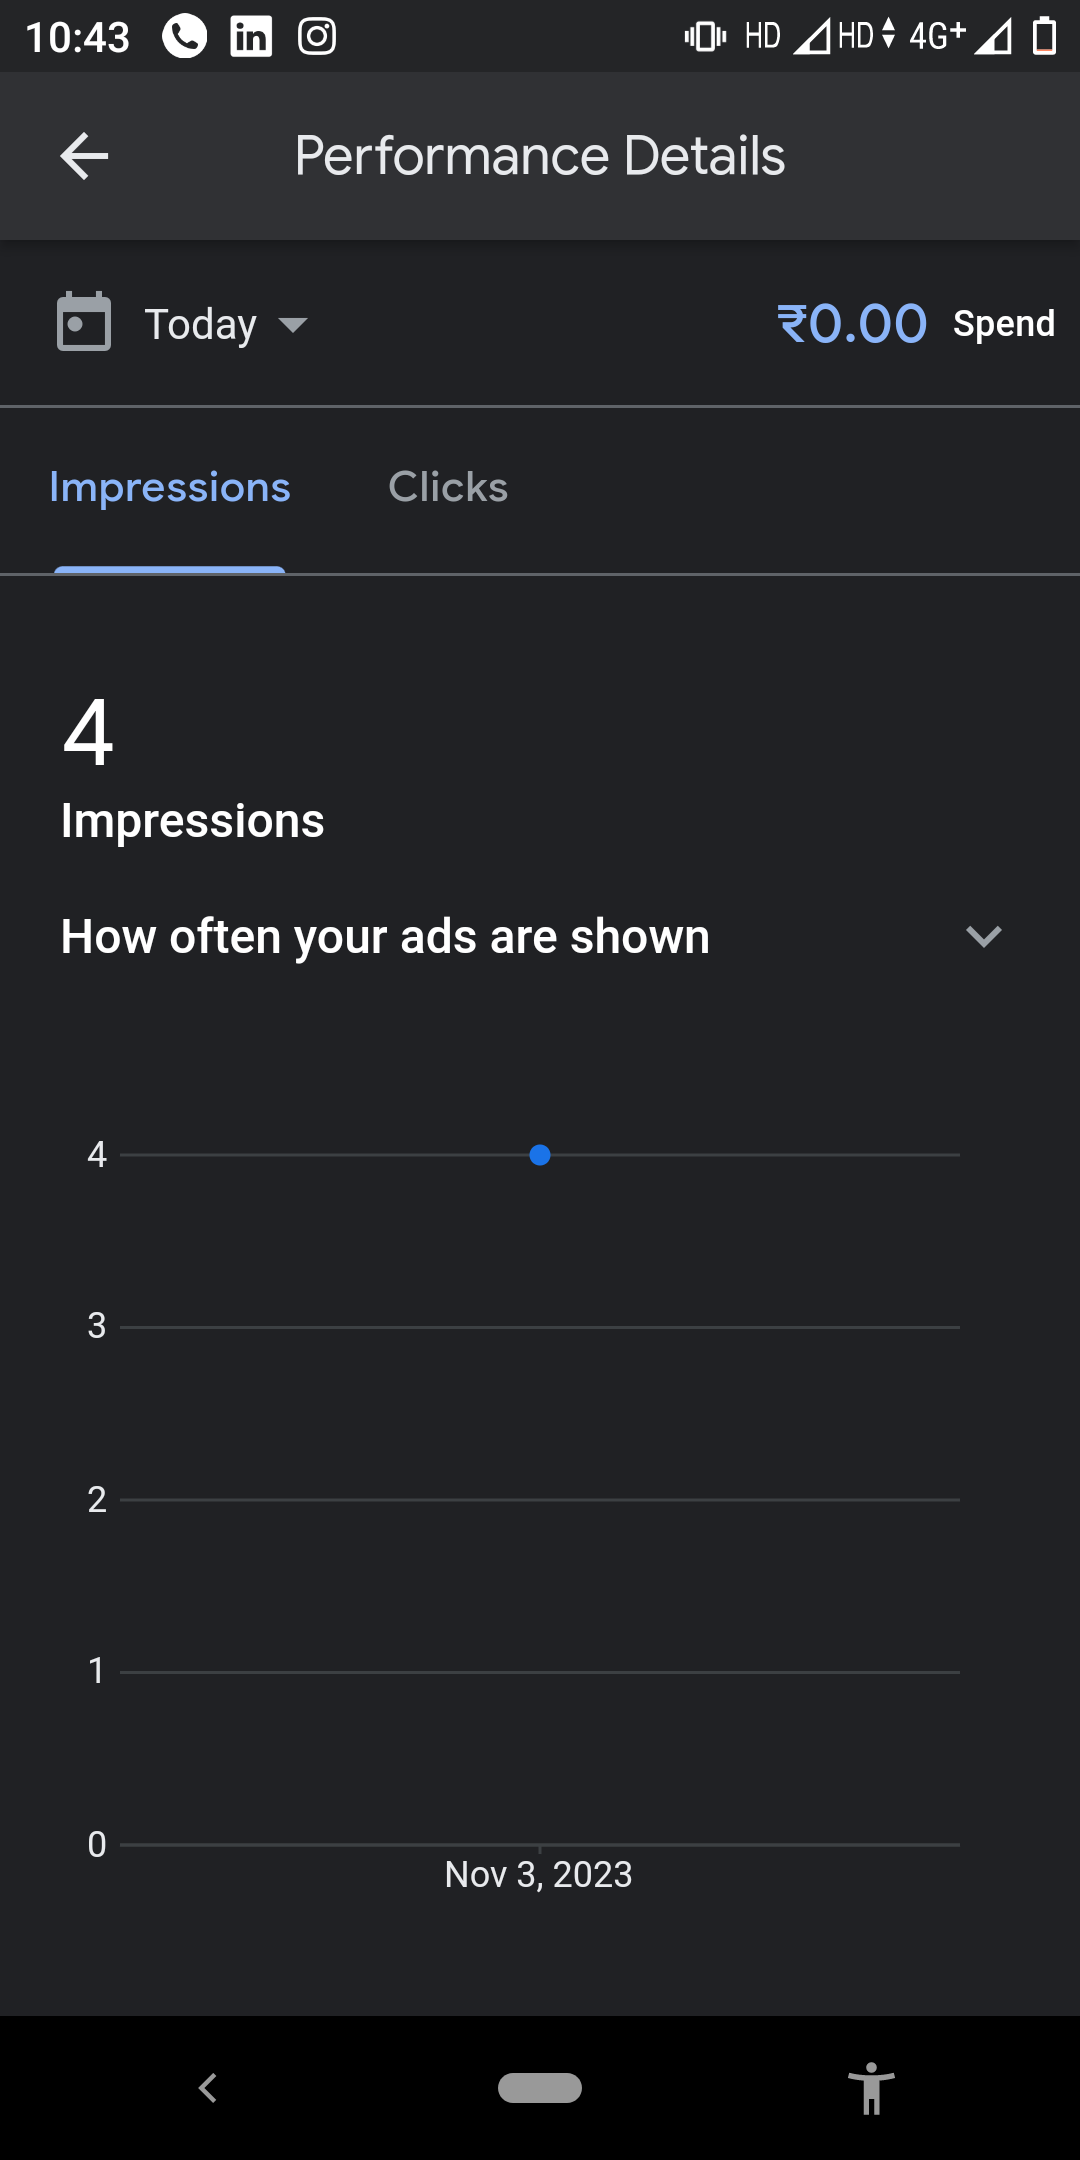 10:43 in HD HD 4G+
Performance Details
Today ₹0.00 Spend
Impressions Clicks
4
Impressions
How often your ads are shown
4
3
2
1
0
Nov 3, 2023